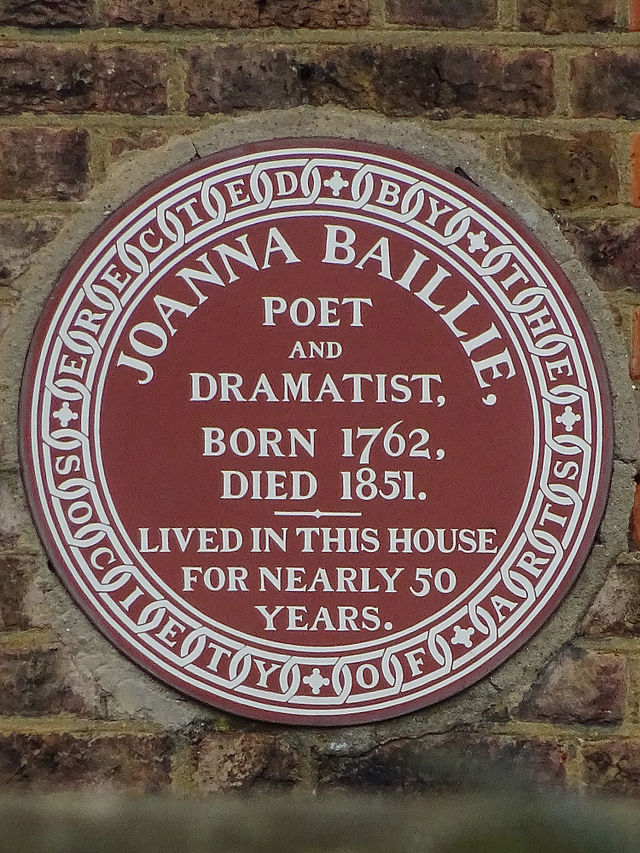 ERECTED BY THE SOCIETY OF ARTS
JOANNA BAILLIE,
POET
AND
DRAMATIST,
BORN 1762,
DIED 1851.
LIVED IN THIS HOUSE
FOR NEARLY 50
YEARS.